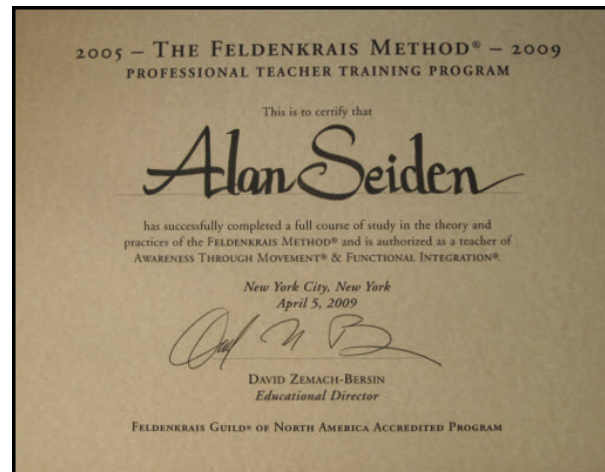 2005 – The Feldenkrais Method® – 2009
Professional Teacher Training Program
This is to certify that
Alan Seiden
has successfully completed a full course of study in the theory and
practices of the Feldenkrais Method® and is authorized as a teacher of
Awareness Through Movement® & Functional Integration®.
New York City, New York
April 5, 2009
David Zemach-Bersin
Educational Director
Feldenkrais Guild® of North America Accredited Program